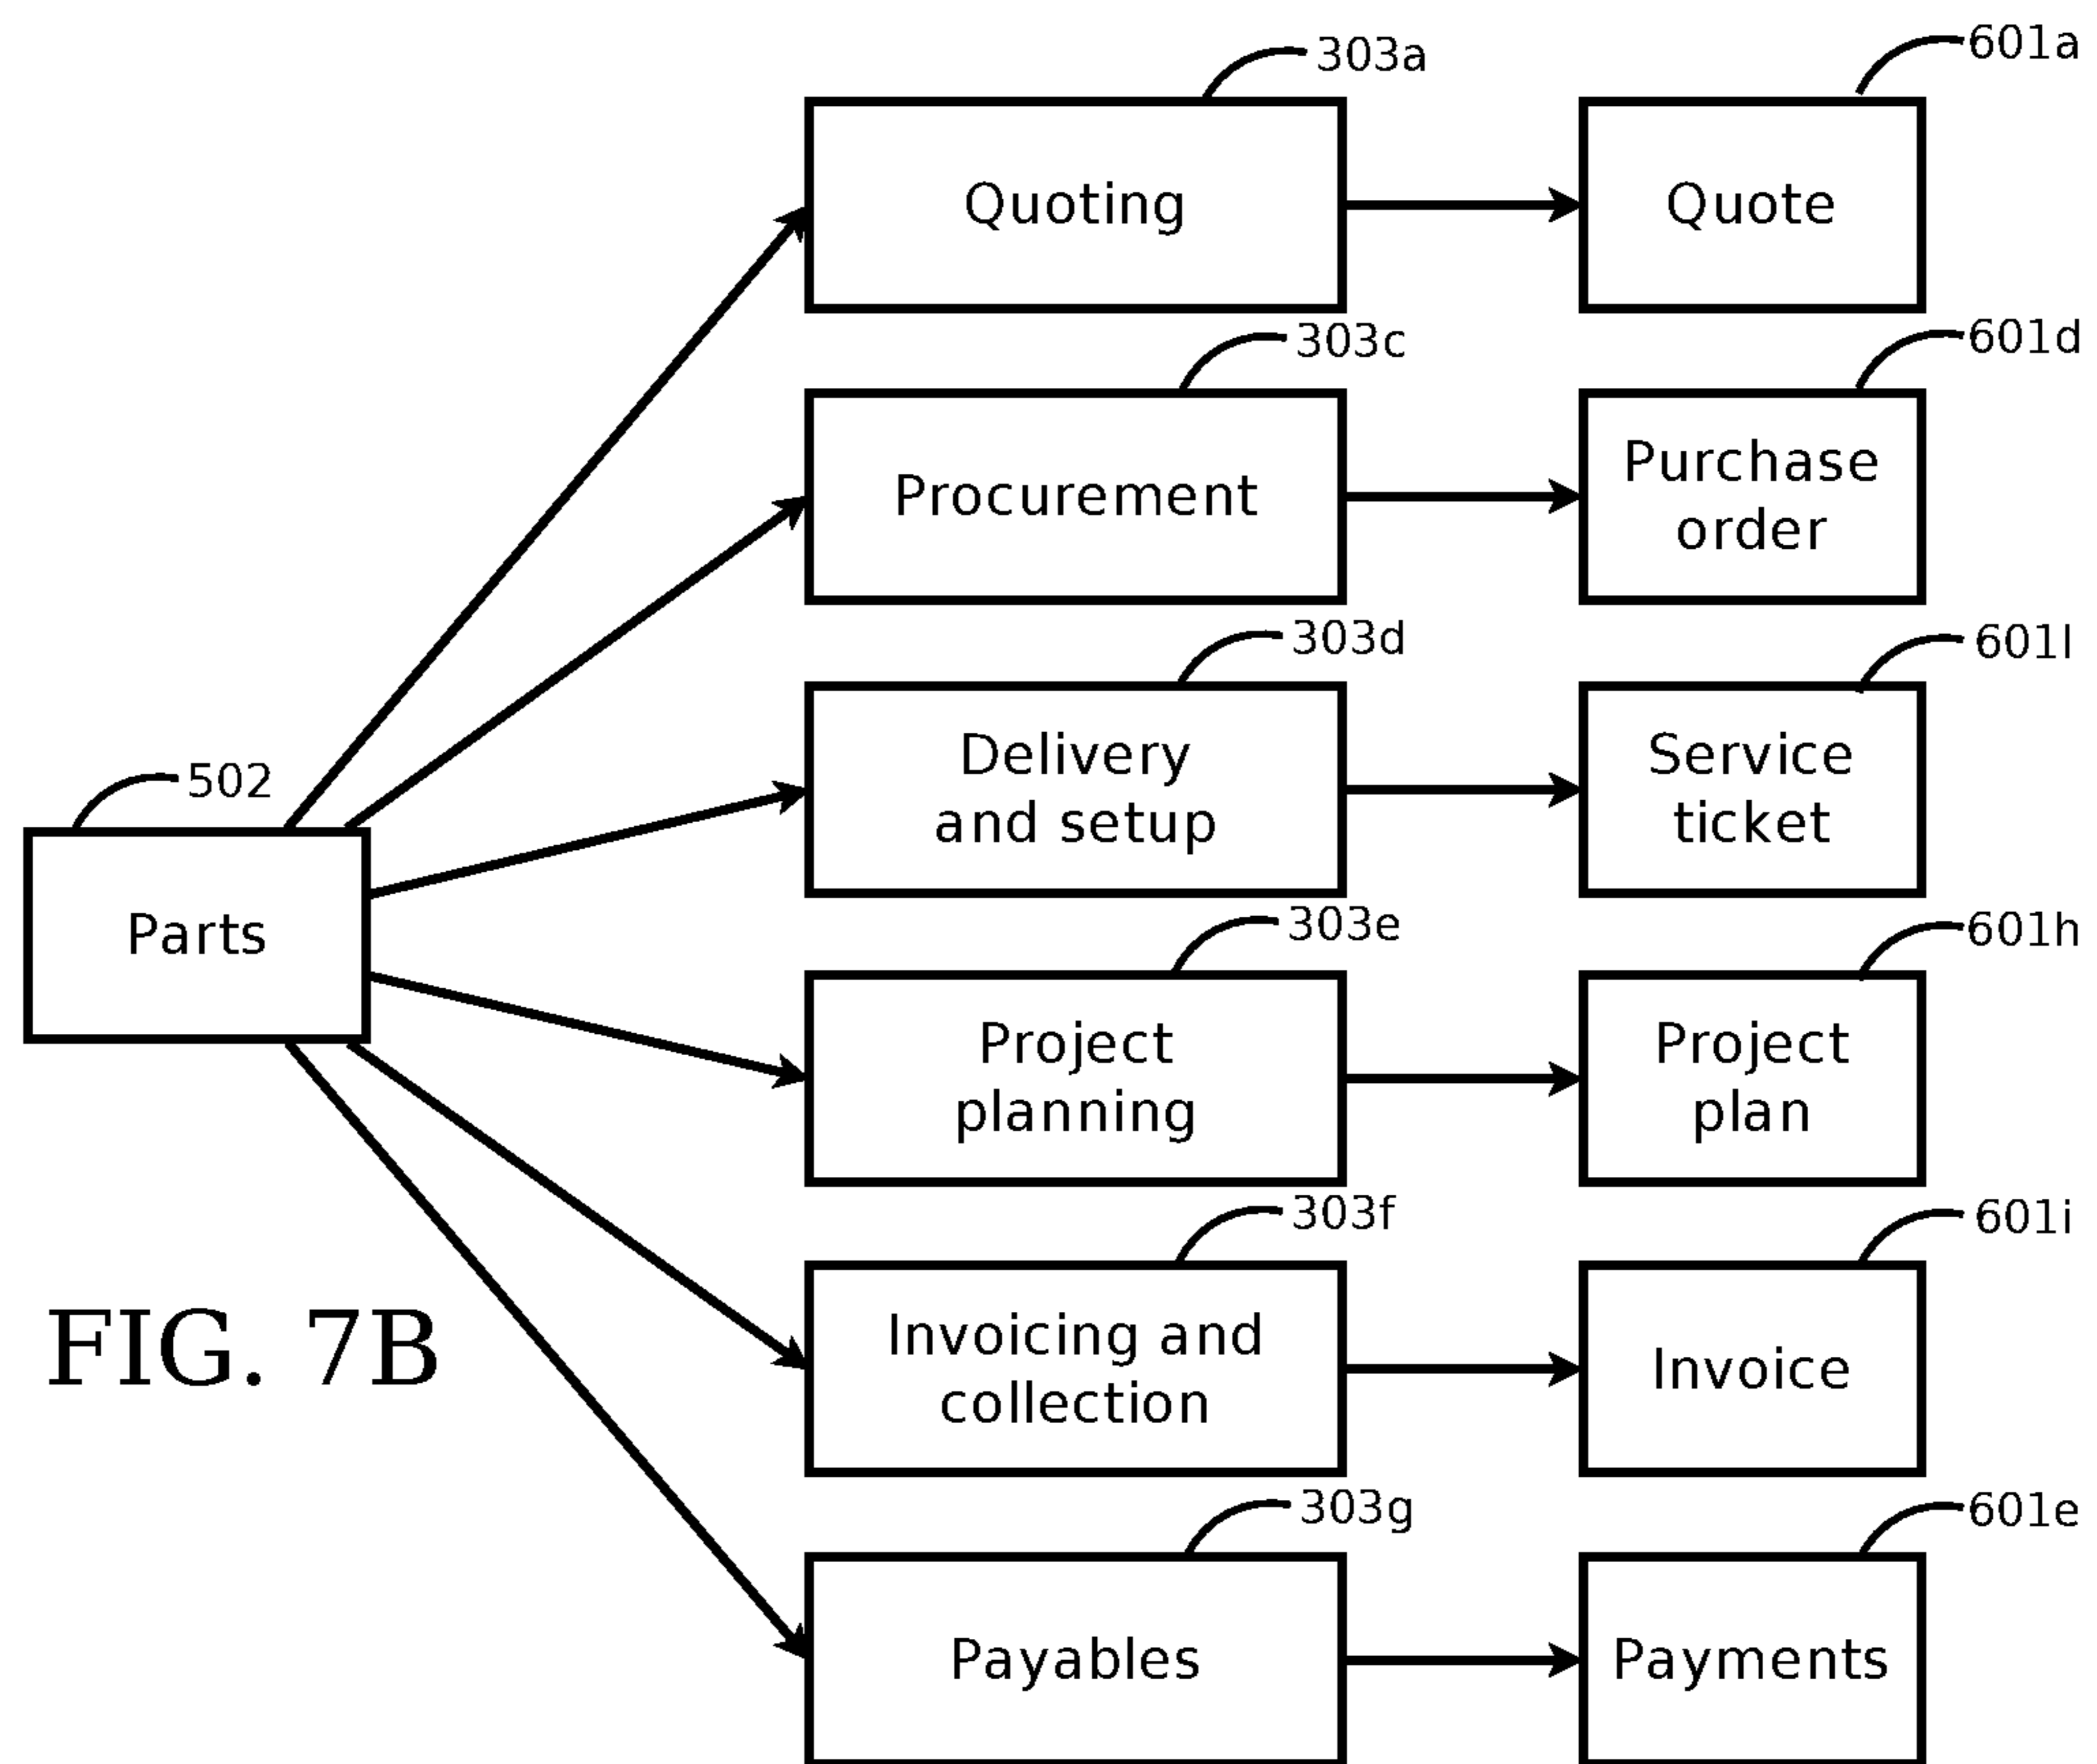 303a
601a
Quoting
Quote
303c
601d
Procurement
Purchase
order
303d
601l
Delivery
and setup
Service
ticket
502
Parts
303e
601h
Project
planning
Project
plan
303f
601i
Invoicing and
collection
Invoice
FIG. 7B
303g
601e
Payables
Payments